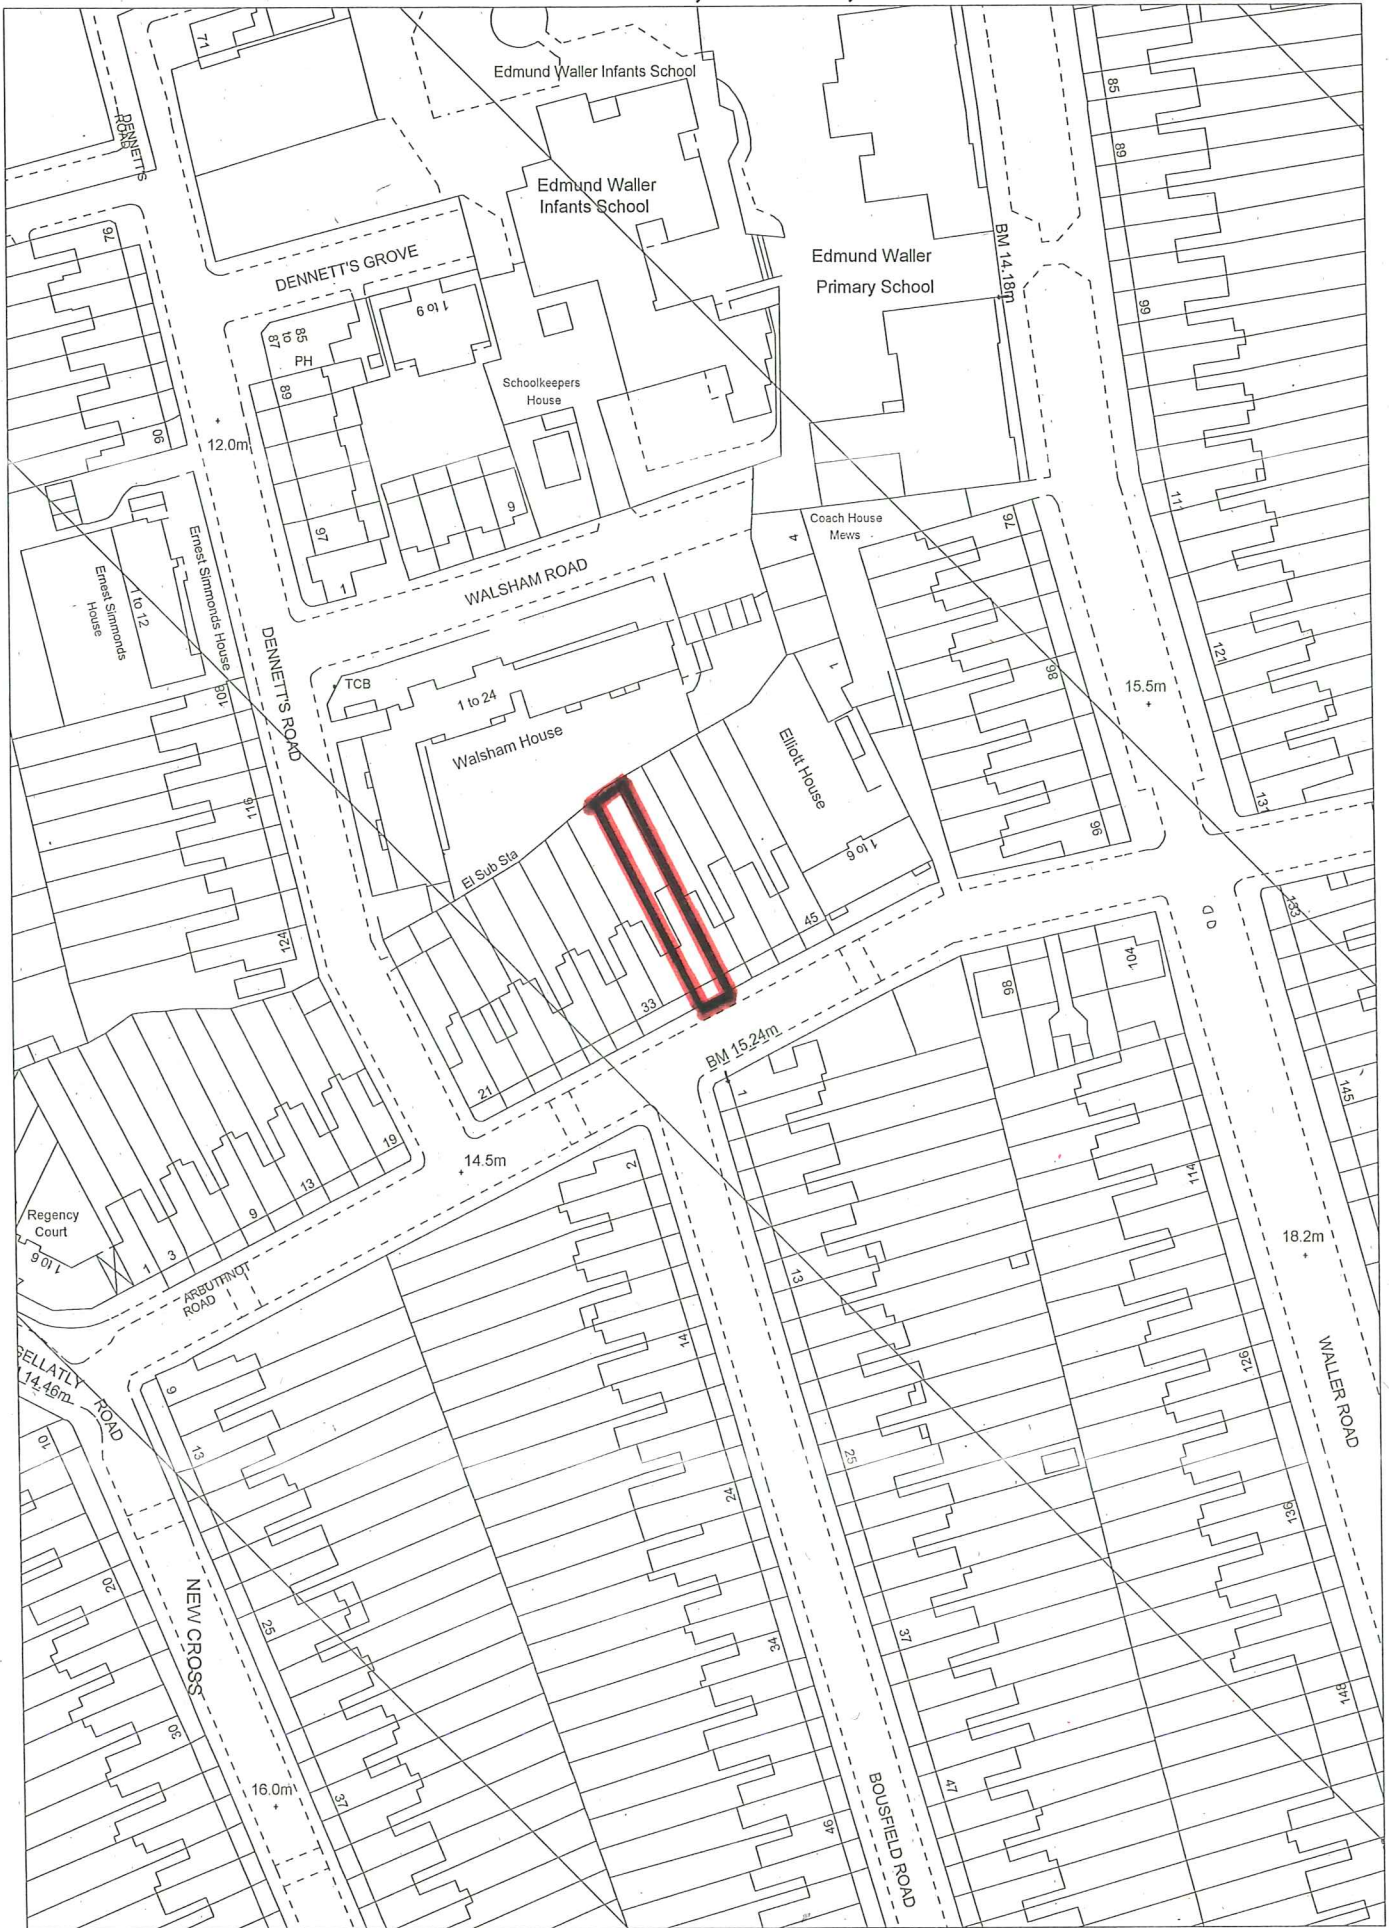 71
Edmund Waller Infants School
85
DENNETT'S
ROAD
89
Edmund Waller
Infants School
76
BM 14.18m
DENNETT'S GROVE
Edmund Waller
Primary School
1 to 9
99
85
to
87
PH
89
Schoolkeepers
House
90
12.0m
9
111
97
76
Coach House
Mews
4
1
WALSHAM ROAD
Ernest Simmonds House
1 to 12
Ernest Simmonds
House
DENNETT'S ROAD
121
108
TCB
1 to 24
1
86
15.5m
Walsham House
Elliott House
116
131
96
1 to 6
El Sub Sta
45
124
133
33
104
98
BM 15.24m
21
1
145
19
14.5m
2
13
9
3
1
114
Regency
Court
1 to 6
18.2m
ARBUTHNOT
ROAD
13
14
126
WALLER ROAD
GELLATLY
ROAD
14.46m
9
10
13
25
24
136
20
NEW CROSS
25
37
34
148
30
16.0m
37
47
46
BOUSFIELD ROAD